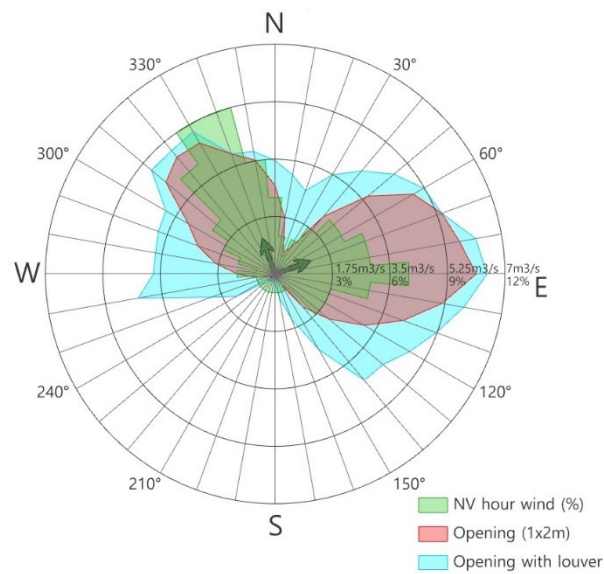 N
330°
30°
300°
60°
W
1.75m3/s 3.5m3/s 5.25m3/s 7m3/s
3% 6% 9% 12%
E
240°
120°
210°
150°
S
NV hour wind (%)
Opening (1x2m)
Opening with louver